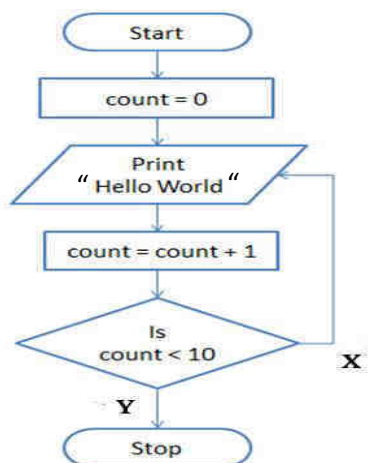 Start
count = 0
Print
“ Hello World “
count = count + 1
Is
count < 10
X
Y
Stop